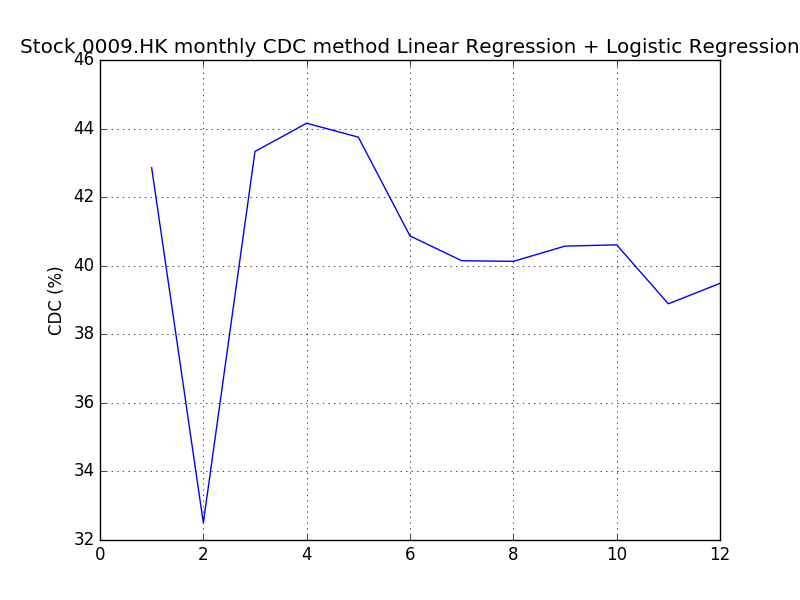 Stock 0009.HK monthly CDC method Linear Regression + Logistic Regression
46
44
42
40
38
36
34
32
CDC (%)
0 2 4 6 8 10 12